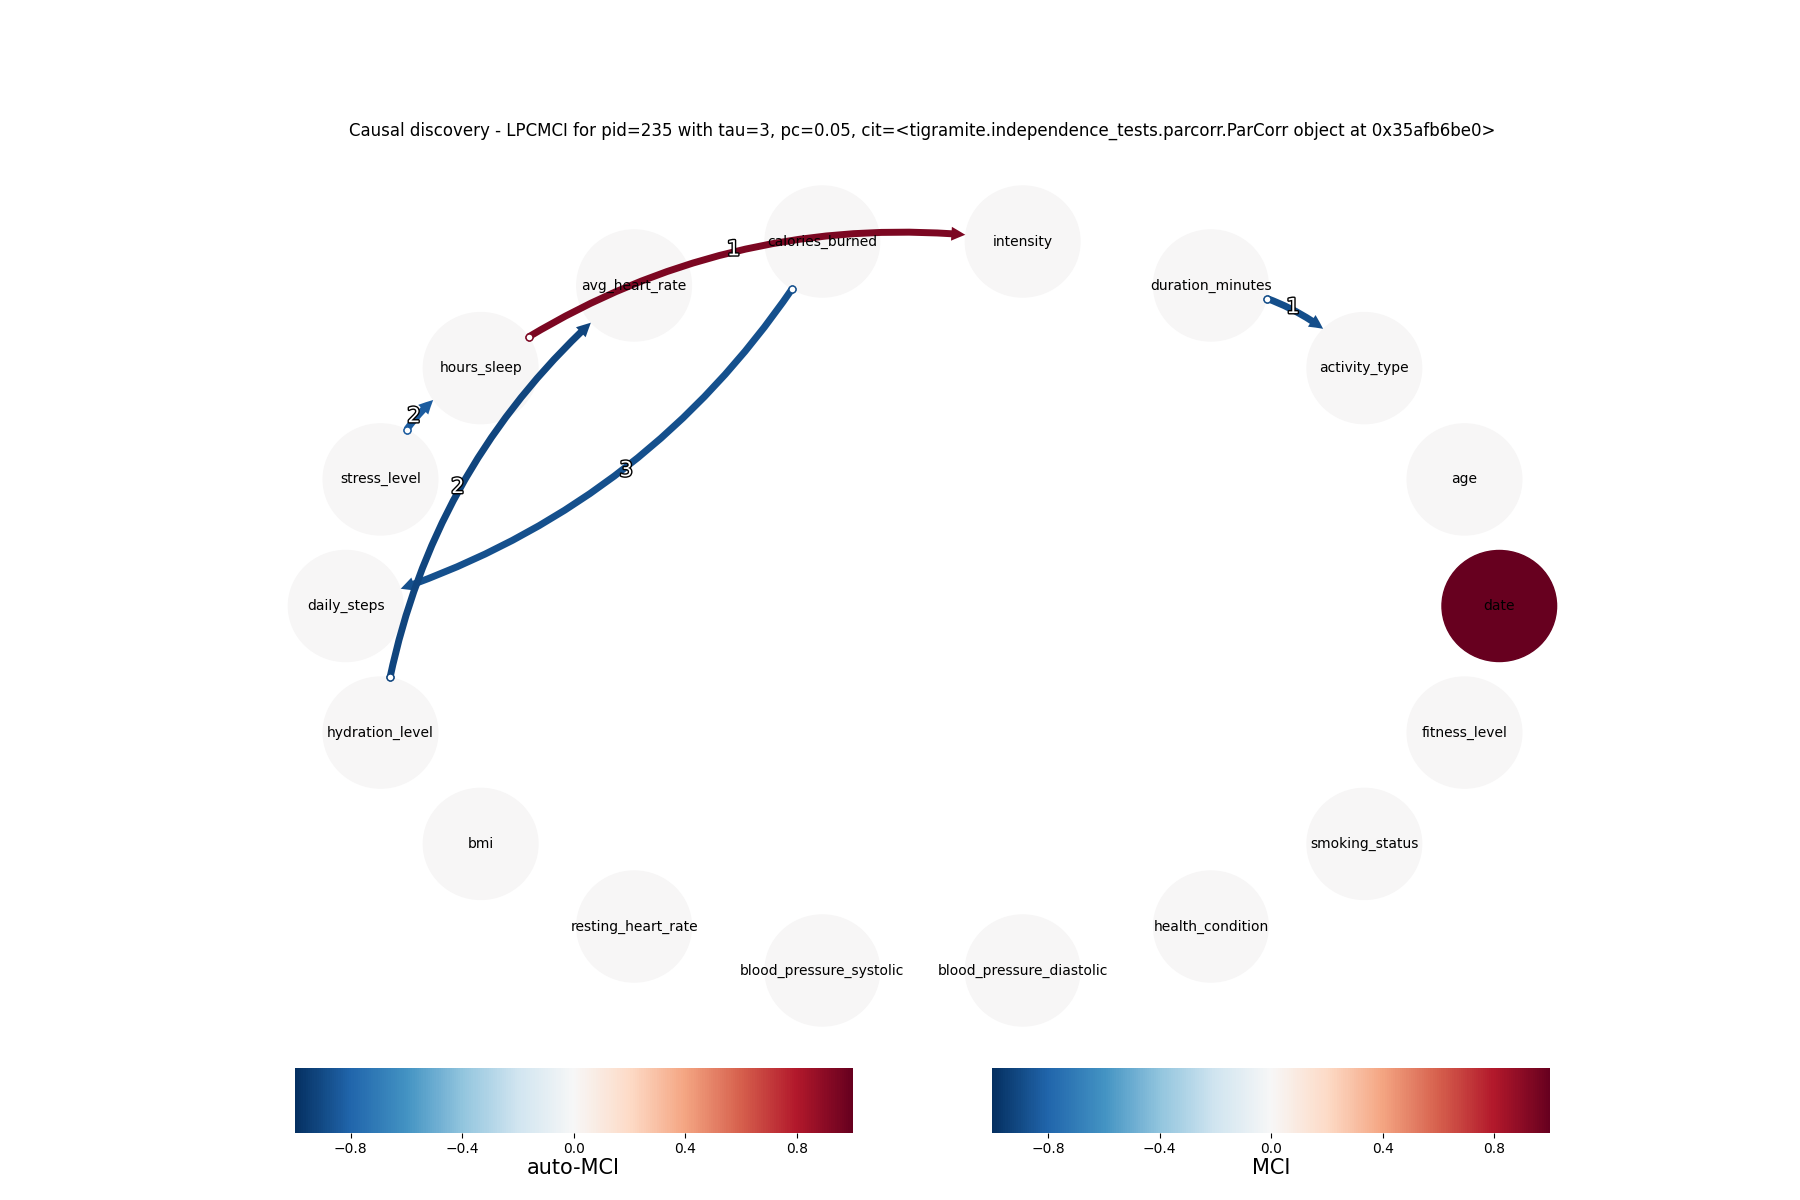 Causal discovery - LPCMCI for pid=235 with tau=3, pc=0.05, cit=<tigramite.independence_tests.parcorr.ParCorr object at 0x35afb6be0>
calories_burned
intensity
1
avg_heart_rate
duration_minutes
1
hours_sleep
activity_type
2
stress_level
age
3
2
daily_steps
date
hydration_level
fitness_level
bmi
smoking_status
resting_heart_rate
health_condition
blood_pressure_systolic
blood_pressure_diastolic
−0.8 −0.4 0.0 0.4 0.8
auto-MCI
−0.8 −0.4 0.0 0.4 0.8
MCI